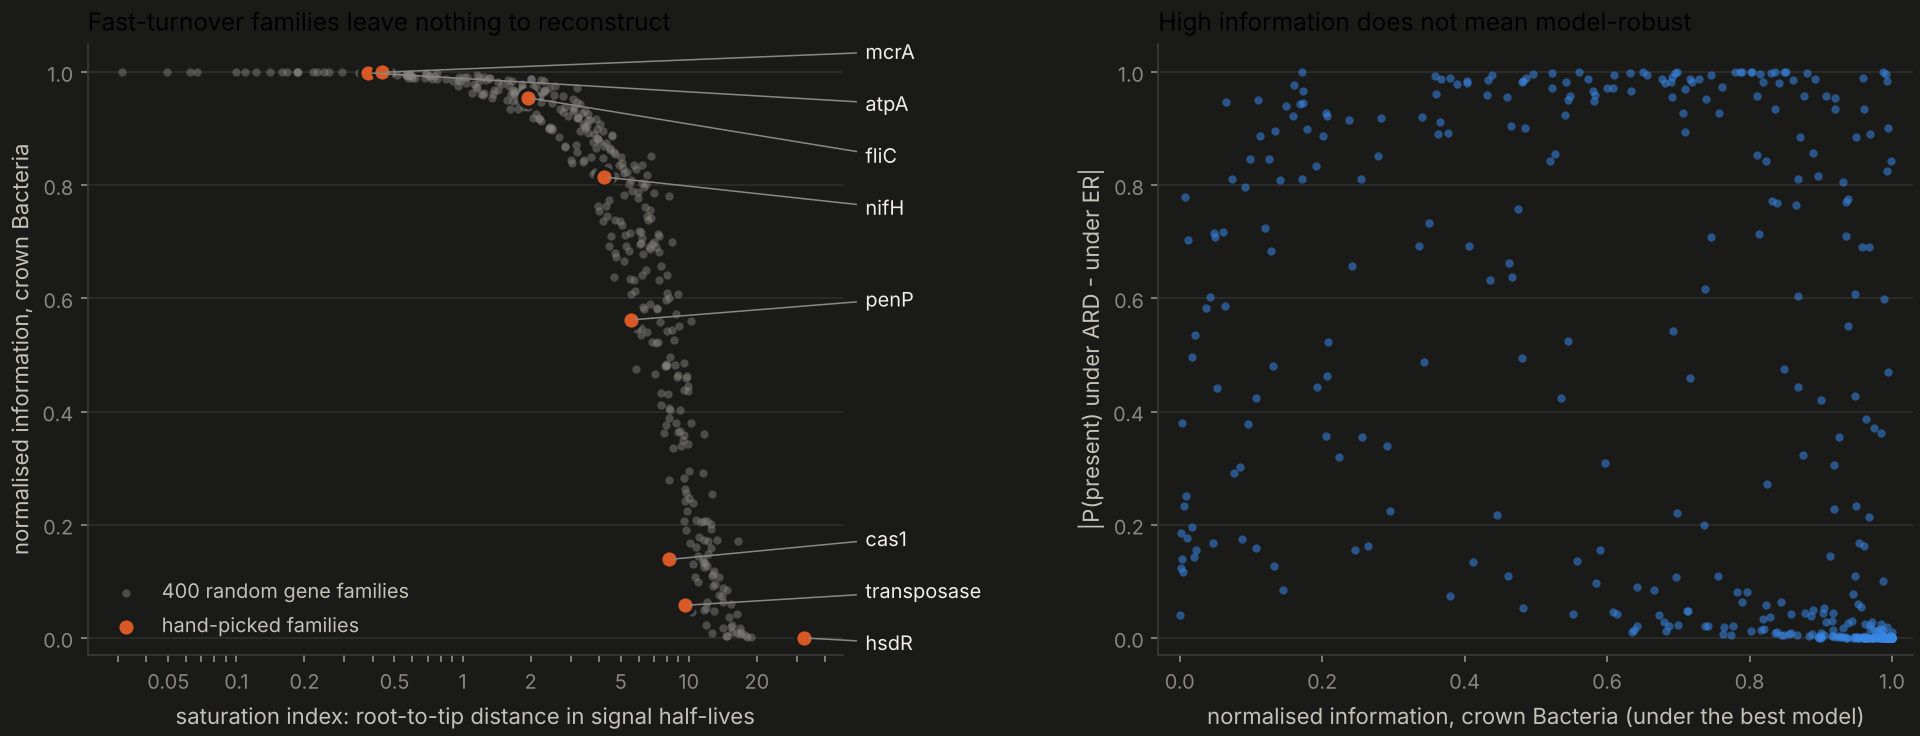 Fast-turnover families leave nothing to reconstruct
normalised information, crown Bacteria
1.0
0.8
0.6
0.4
0.2
0.0
mcrA
atpA
fliC
nifH
penP
cas1
transposase
hsdR
400 random gene families
hand-picked families
0.05 0.1 0.2 0.5 1 2 5 10 20
saturation index: root-to-tip distance in signal half-lives
High information does not mean model-robust
|P(present) under ARD - under ER|
1.0
0.8
0.6
0.4
0.2
0.0
0.0 0.2 0.4 0.6 0.8 1.0
normalised information, crown Bacteria (under the best model)